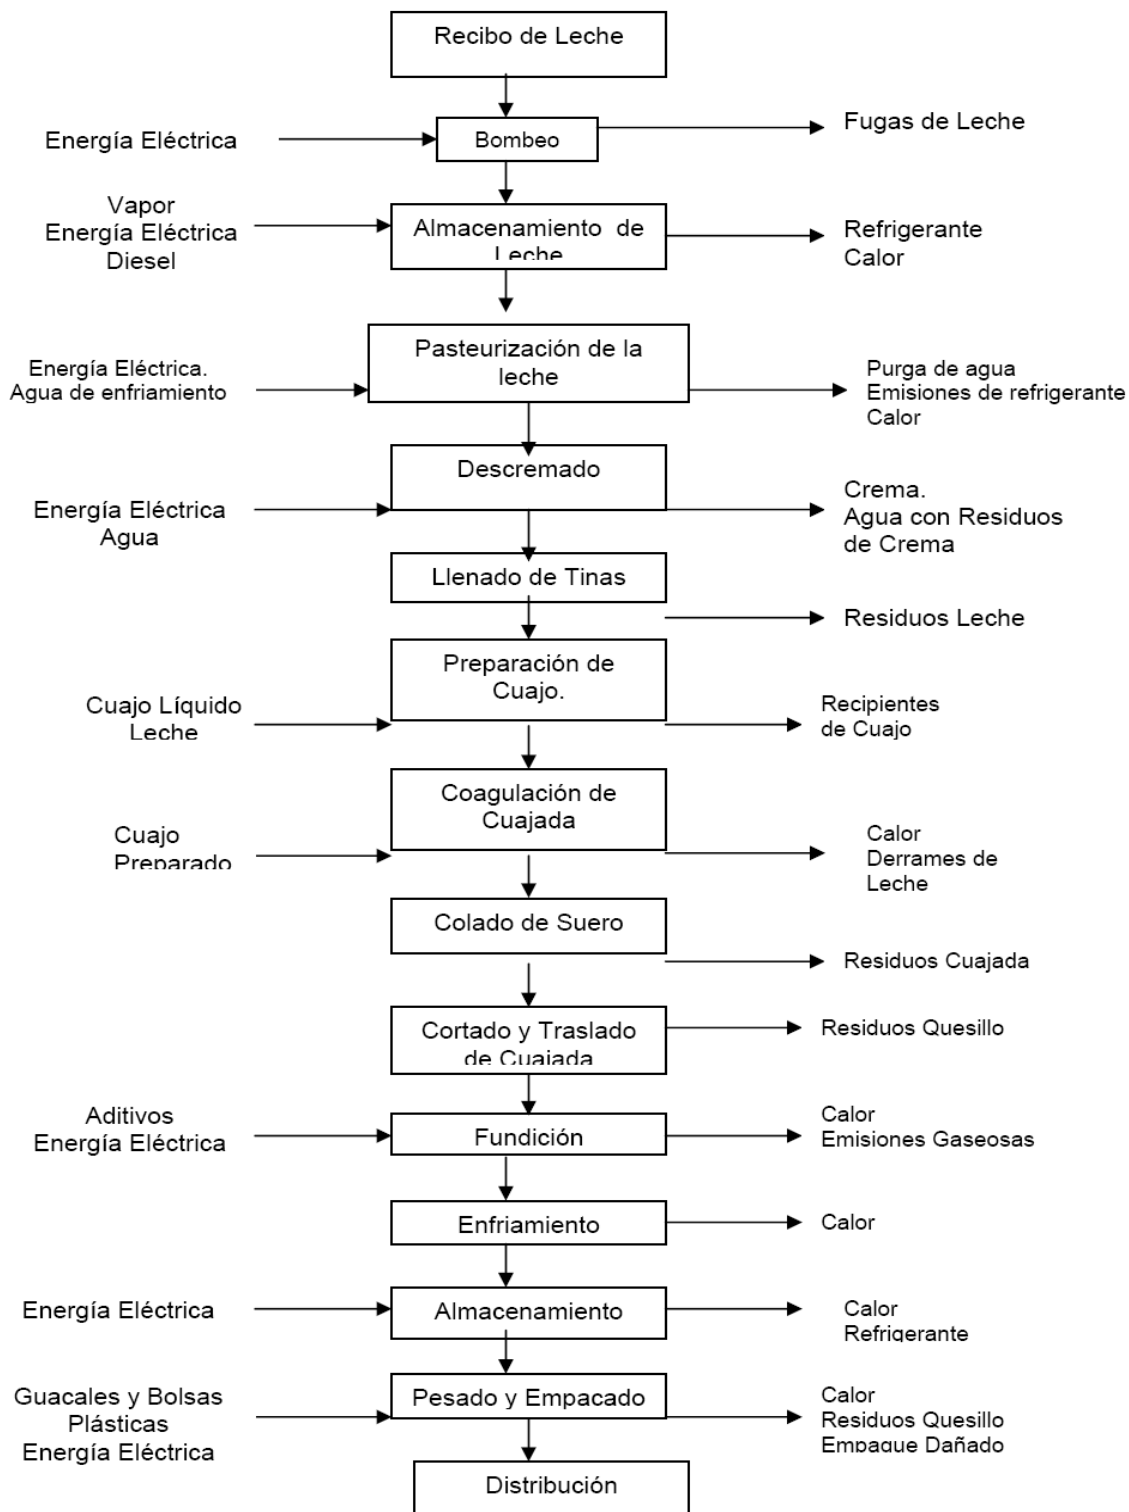 Recibo de Leche
Energía Eléctrica
Bombeo
Fugas de Leche
Vapor
Energía Eléctrica
Diesel
Almacenamiento de
Leche
Refrigerante
Calor
Energía Eléctrica.
Agua de enfriamiento
Pasteurización de la
leche
Purga de agua
Emisiones de refrigerante
Calor
Descremado
Energía Eléctrica
Agua
Crema.
Agua con Residuos
de Crema
Llenado de Tinas
Residuos Leche
Preparación de
Cuajo.
Cuajo Líquido
Leche
Recipientes
de Cuajo
Coagulación de
Cuajada
Cuajo
Preparado
Calor
Derrames de
Leche
Colado de Suero
Residuos Cuajada
Cortado y Traslado
de Cuajada
Residuos Quesillo
Aditivos
Energía Eléctrica
Fundición
Calor
Emisiones Gaseosas
Enfriamiento
Calor
Energía Eléctrica
Almacenamiento
Calor
Refrigerante
Guacales y Bolsas
Plásticas
Energía Eléctrica
Pesado y Empacado
Calor
Residuos Quesillo
Empaque Dañado
Distribución